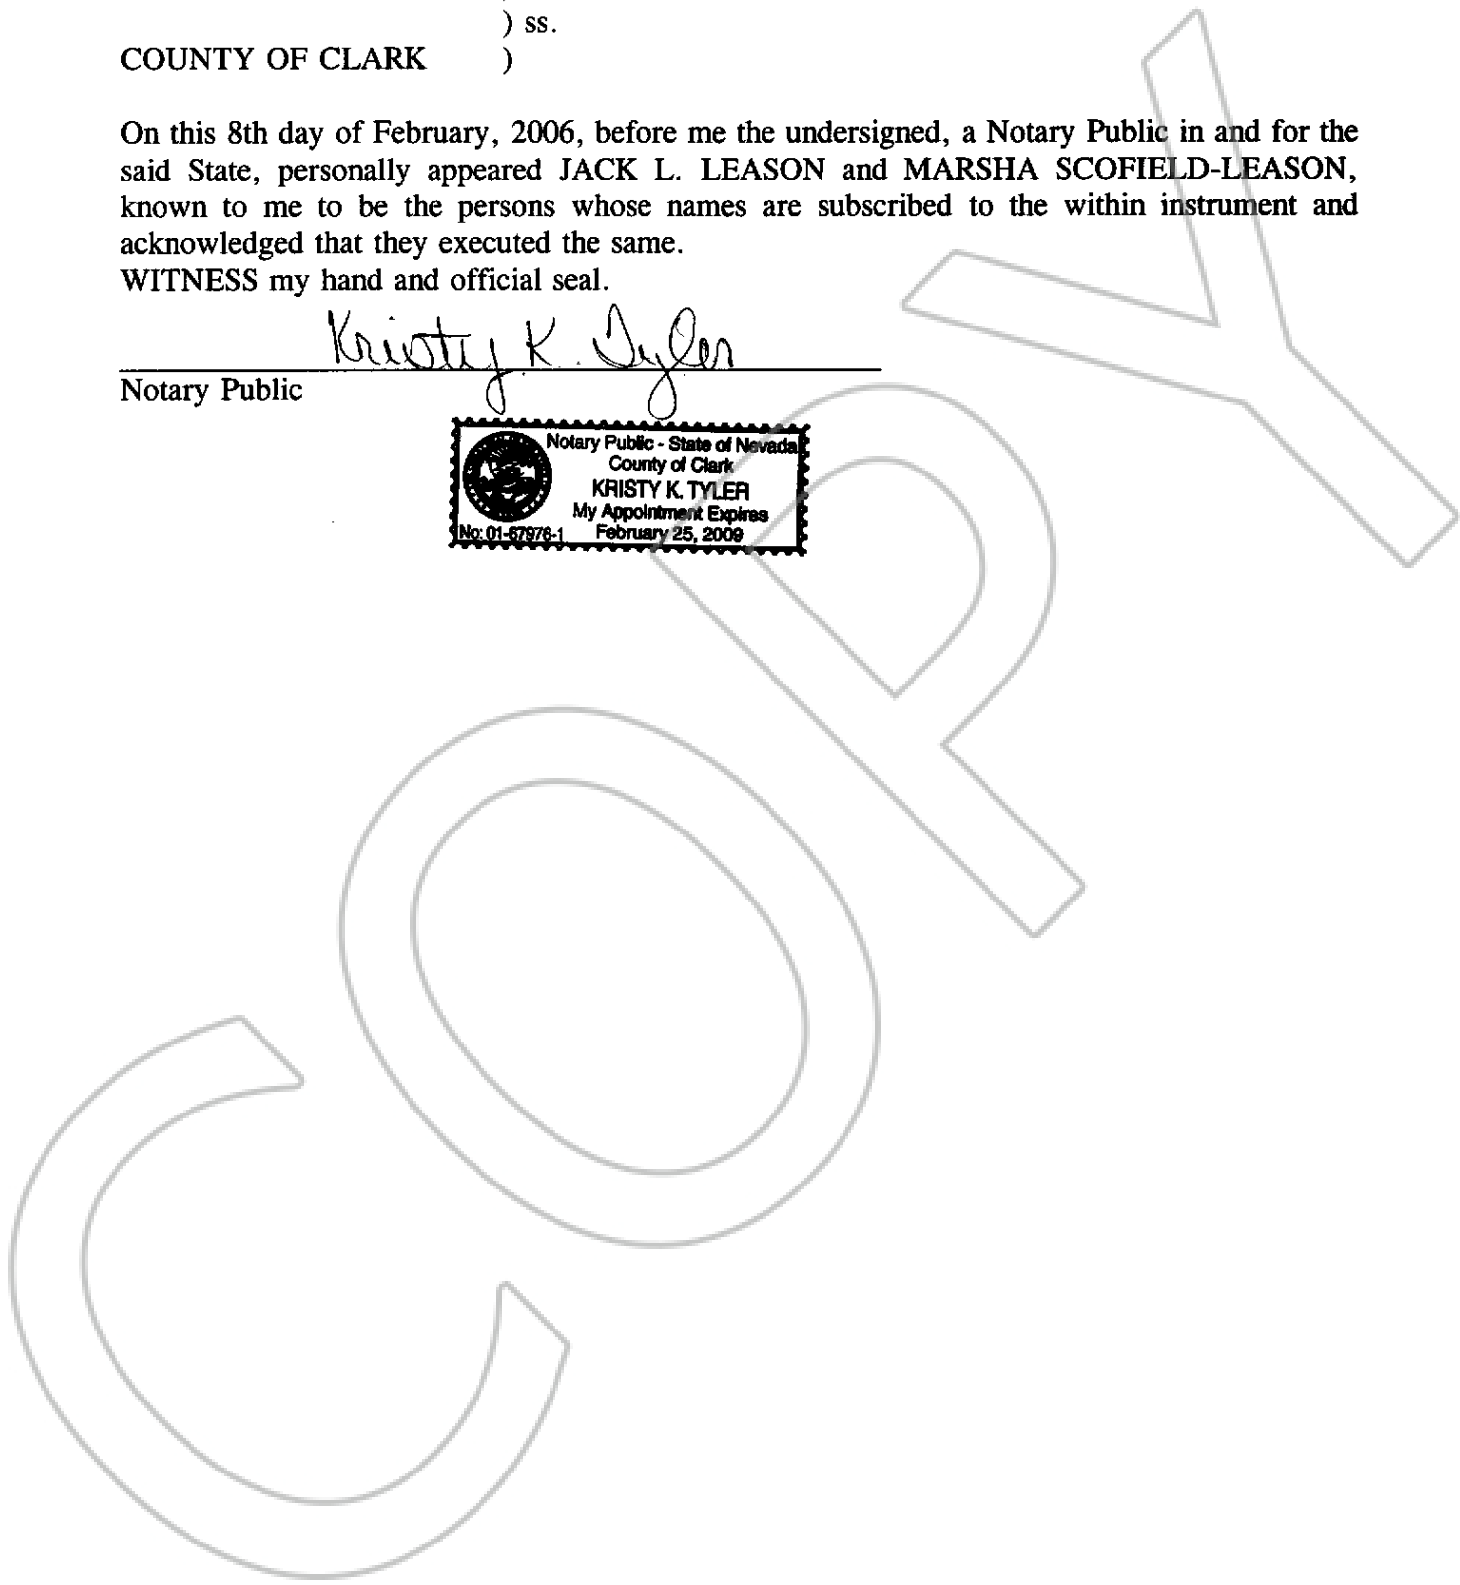 ) ss.
COUNTY OF CLARK )
On this 8th day of February, 2006, before me the undersigned, a Notary Public in and for the
said State, personally appeared JACK L. LEASON and MARSHA SCOFIELD-LEASON,
known to me to be the persons whose names are subscribed to the within instrument and
acknowledged that they executed the same.
WITNESS my hand and official seal.
Kristy K. Tyler
Notary Public
Notary Public - State of Nevada
County of Clark
KRISTY K. TYLER
My Appointment Expires
No: 01-67976-1 February 25, 2009
COPY